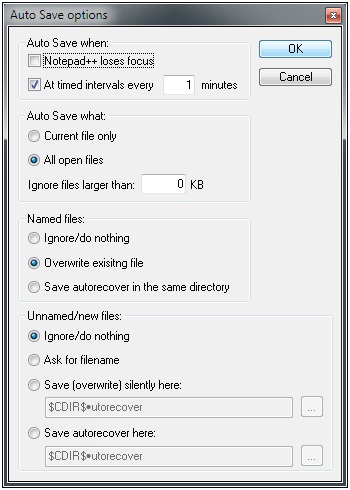 Auto Save options
Auto Save when:
OK
Notepad++ loses focus
Cancel
At timed intervals every 1 minutes
Auto Save what:
Current file only
All open files
Ignore files larger than: 0 KB
Named files:
Ignore/do nothing
Overwrite exisitng file
Save autorecover in the same directory
Unnamed/new files:
Ignore/do nothing
Ask for filename
Save (overwrite) silently here:
$CDIR$•utorecover ...
Save autorecover here:
$CDIR$•utorecover ...